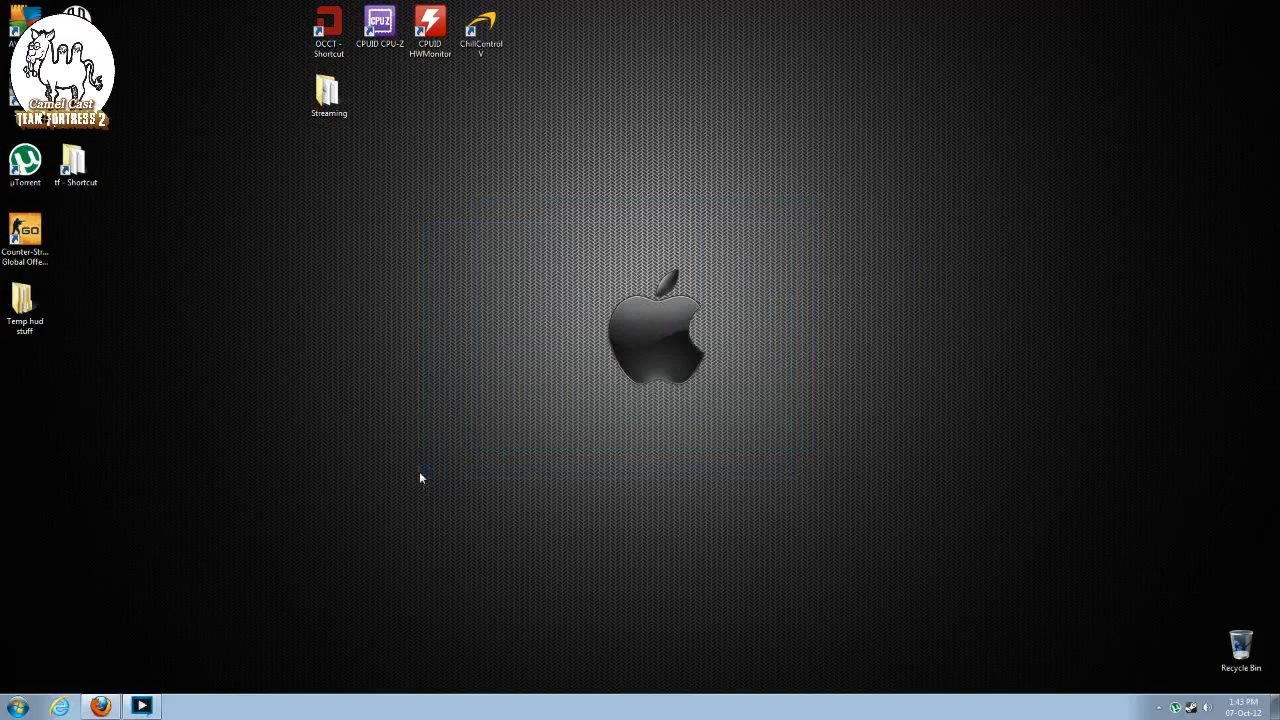 Camel Cast
TEAM FORTRESS 2
OCCT -
Shortcut
CPUID CPU-Z
CPUID
HWMonitor
ChillControl
V
Streaming
µTorrent
tf - Shortcut
GO
Counter-Str...
Global Offe...
Temp hud
stuff
Recycle Bin
1:43 PM
07-Oct-12